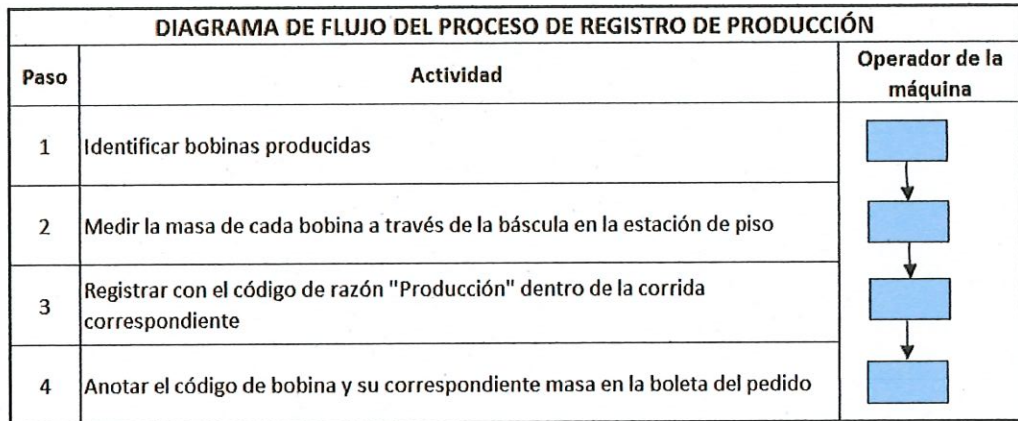 DIAGRAMA DE FLUJO DEL PROCESO DE REGISTRO DE PRODUCCIÓN
Paso
Actividad
Operador de la
máquina
1
Identificar bobinas producidas
2
Medir la masa de cada bobina a través de la báscula en la estación de piso
3
Registrar con el código de razón "Producción" dentro de la corrida
correspondiente
4
Anotar el código de bobina y su correspondiente masa en la boleta del pedido